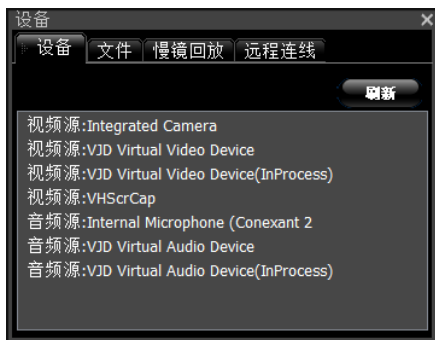 设备
设备 文件 慢镜回放 远程连线
刷新
视频源:Integrated Camera
视频源:VJD Virtual Video Device
视频源:VJD Virtual Video Device(InProcess)
视频源:VHScrCap
音频源:Internal Microphone (Conexant 2
音频源:VJD Virtual Audio Device
音频源:VJD Virtual Audio Device(InProcess)